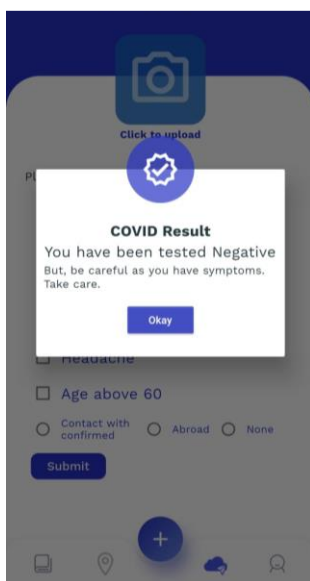 Click to upload
COVID Result
You have been tested Negative
But, be careful as you have symptoms.
Take care.
Okay
Headache
Age above 60
Contact with
confirmed
Abroad
None
Submit